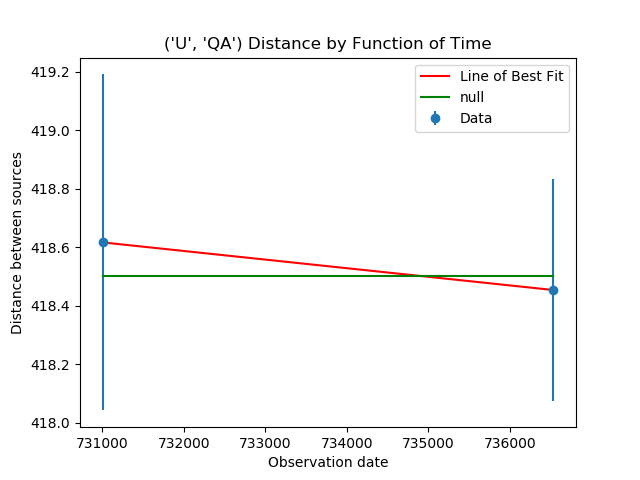 ('U', 'QA') Distance by Function of Time
Line of Best Fit
null
Data
Distance between sources
419.2
419.0
418.8
418.6
418.4
418.2
418.0
731000 732000 733000 734000 735000 736000
Observation date